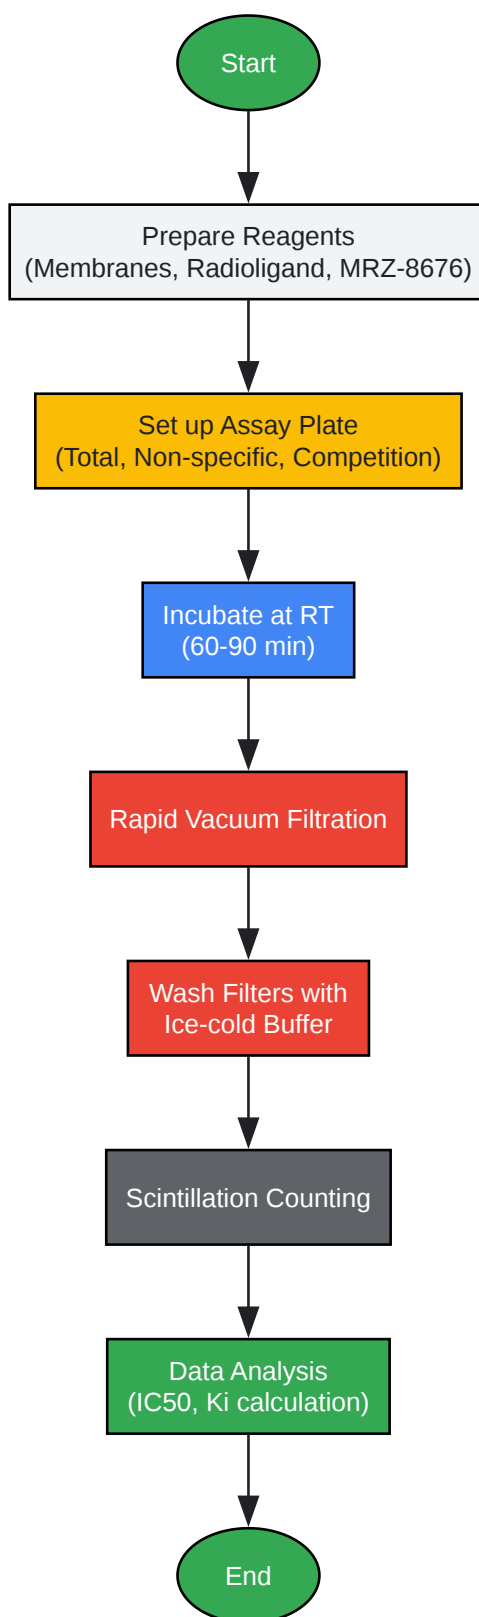 Start
Prepare Reagents
(Membranes, Radioligand, MRZ-8676)
Set up Assay Plate
(Total, Non-specific, Competition)
Incubate at RT
(60-90 min)
Rapid Vacuum Filtration
Wash Filters with
Ice-cold Buffer
Scintillation Counting
Data Analysis
(IC50, Ki calculation)
End